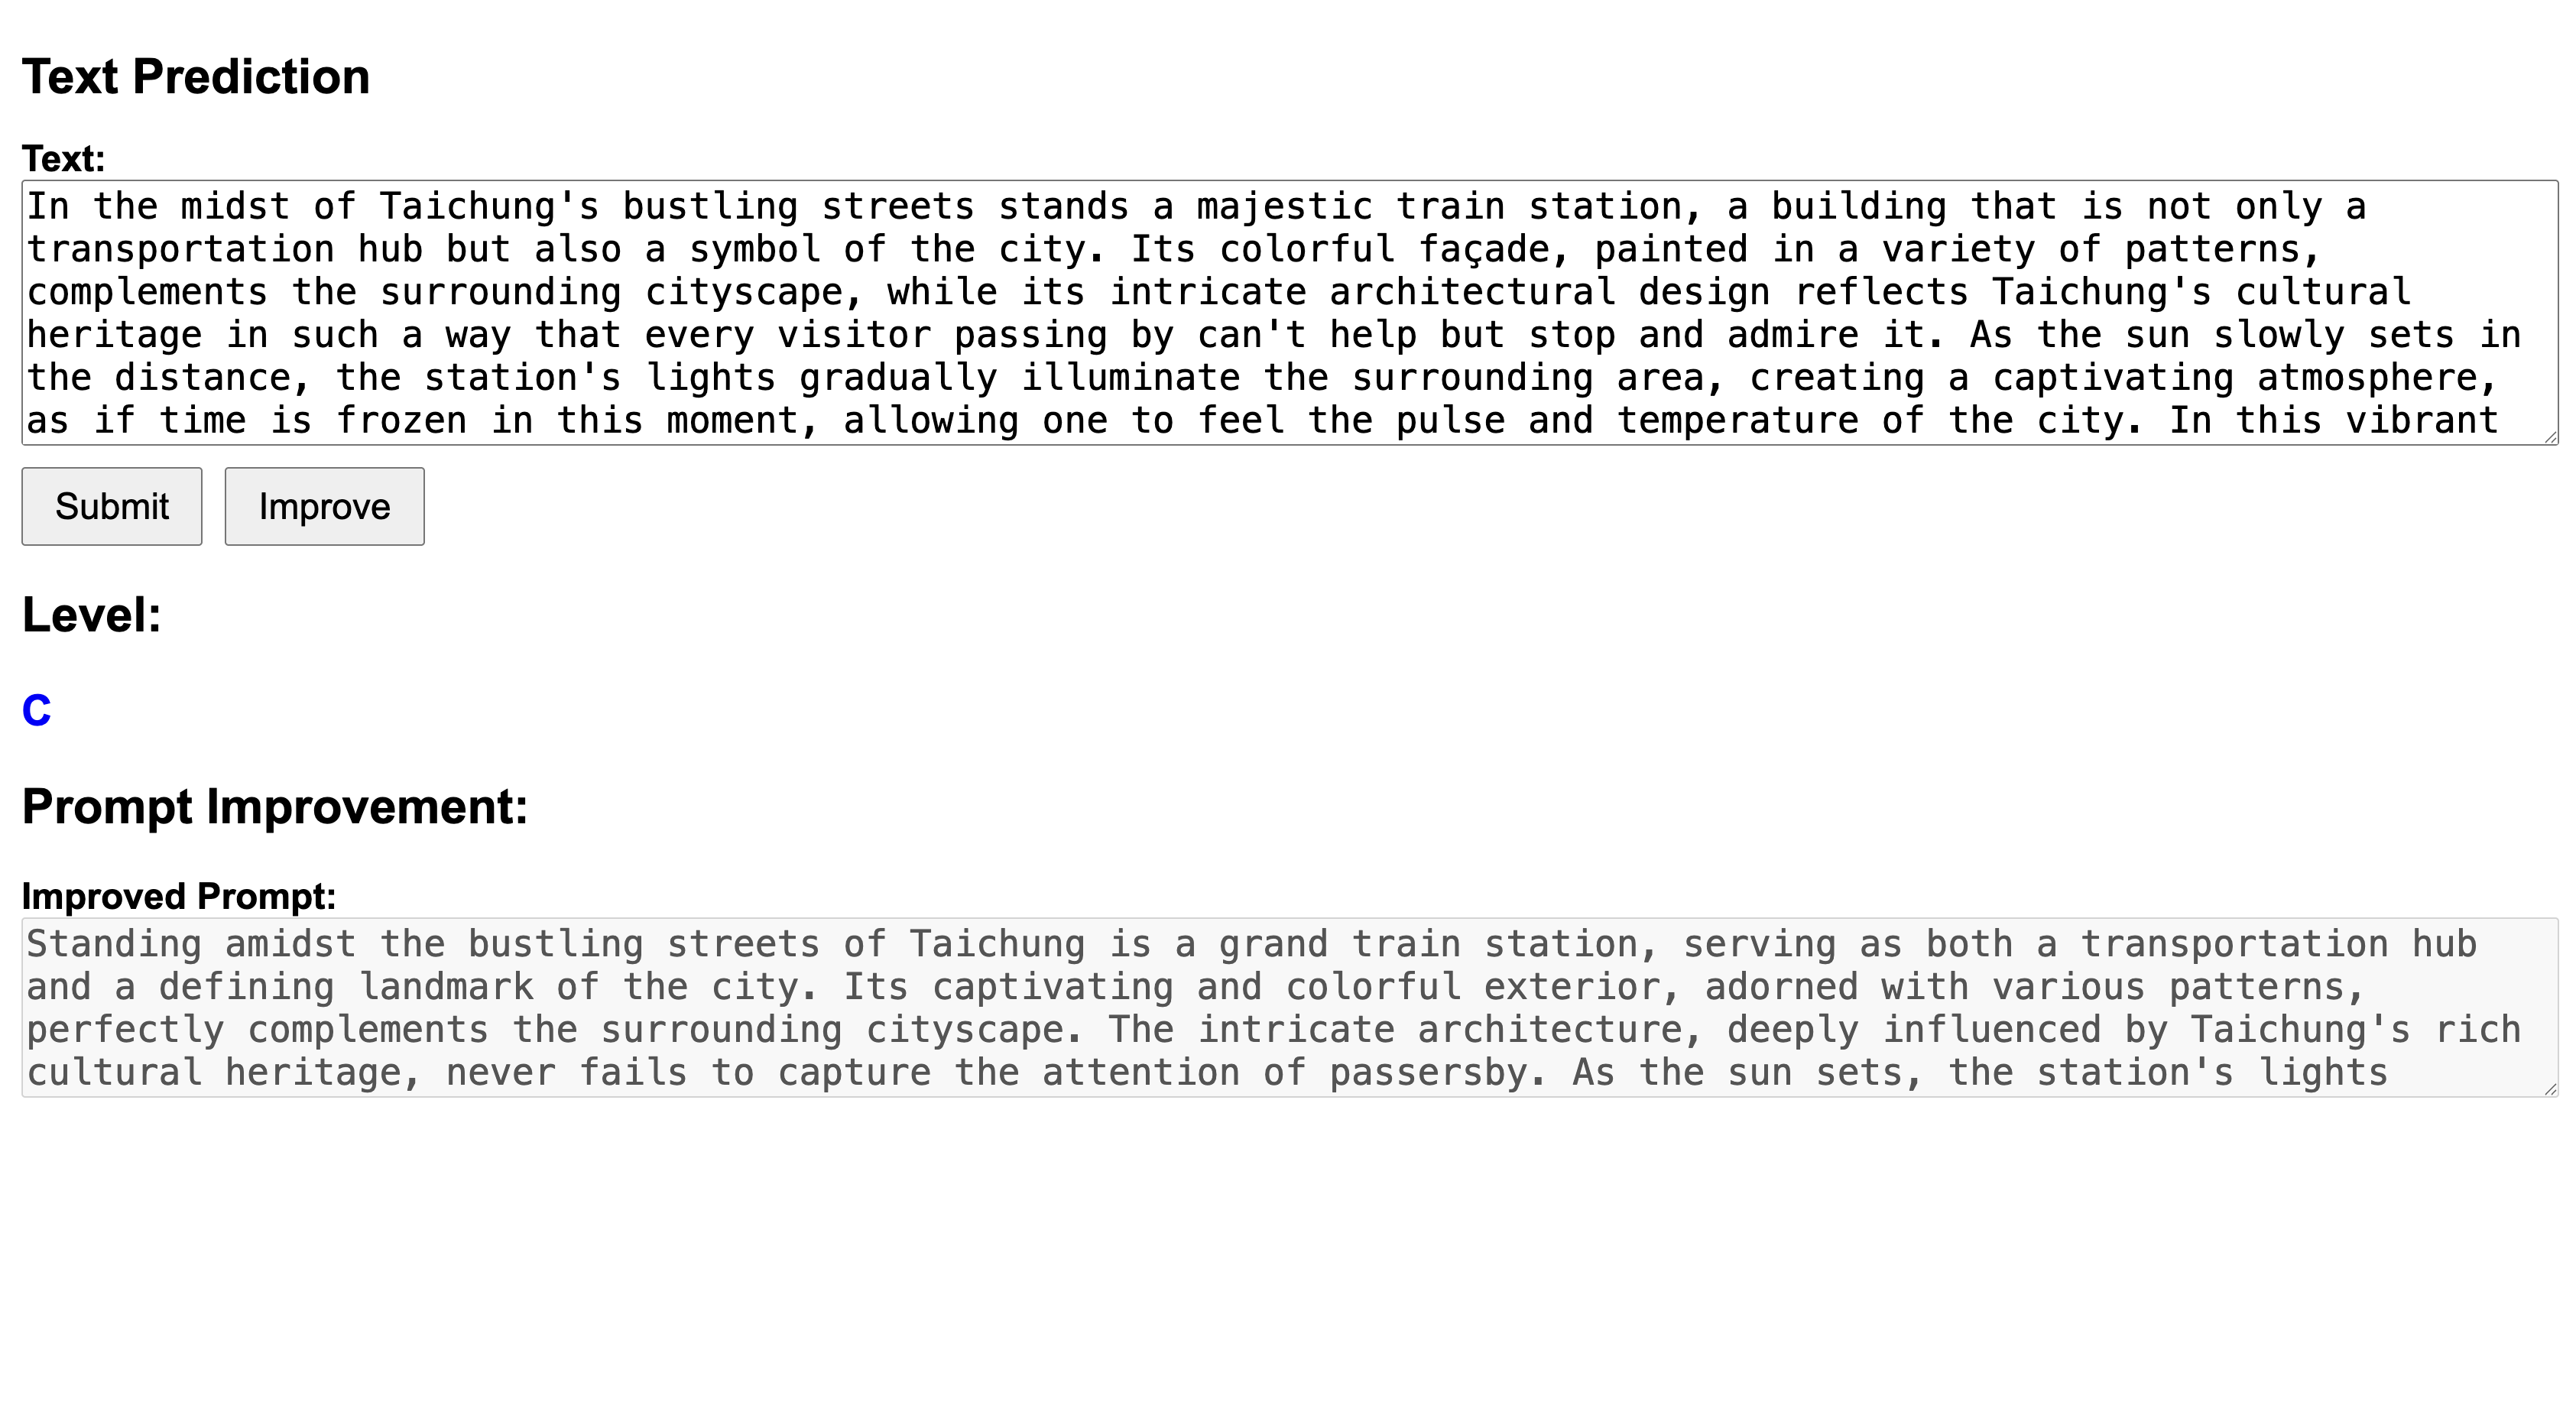 Text Prediction
Text:
In the midst of Taichung's bustling streets stands a majestic train station, a building that is not only a
transportation hub but also a symbol of the city. Its colorful façade, painted in a variety of patterns,
complements the surrounding cityscape, while its intricate architectural design reflects Taichung's cultural
heritage in such a way that every visitor passing by can't help but stop and admire it. As the sun slowly sets in
the distance, the station's lights gradually illuminate the surrounding area, creating a captivating atmosphere,
as if time is frozen in this moment, allowing one to feel the pulse and temperature of the city. In this vibrant
Submit Improve
Level:
C
Prompt Improvement:
Improved Prompt:
Standing amidst the bustling streets of Taichung is a grand train station, serving as both a transportation hub
and a defining landmark of the city. Its captivating and colorful exterior, adorned with various patterns,
perfectly complements the surrounding cityscape. The intricate architecture, deeply influenced by Taichung's rich
cultural heritage, never fails to capture the attention of passersby. As the sun sets, the station's lights